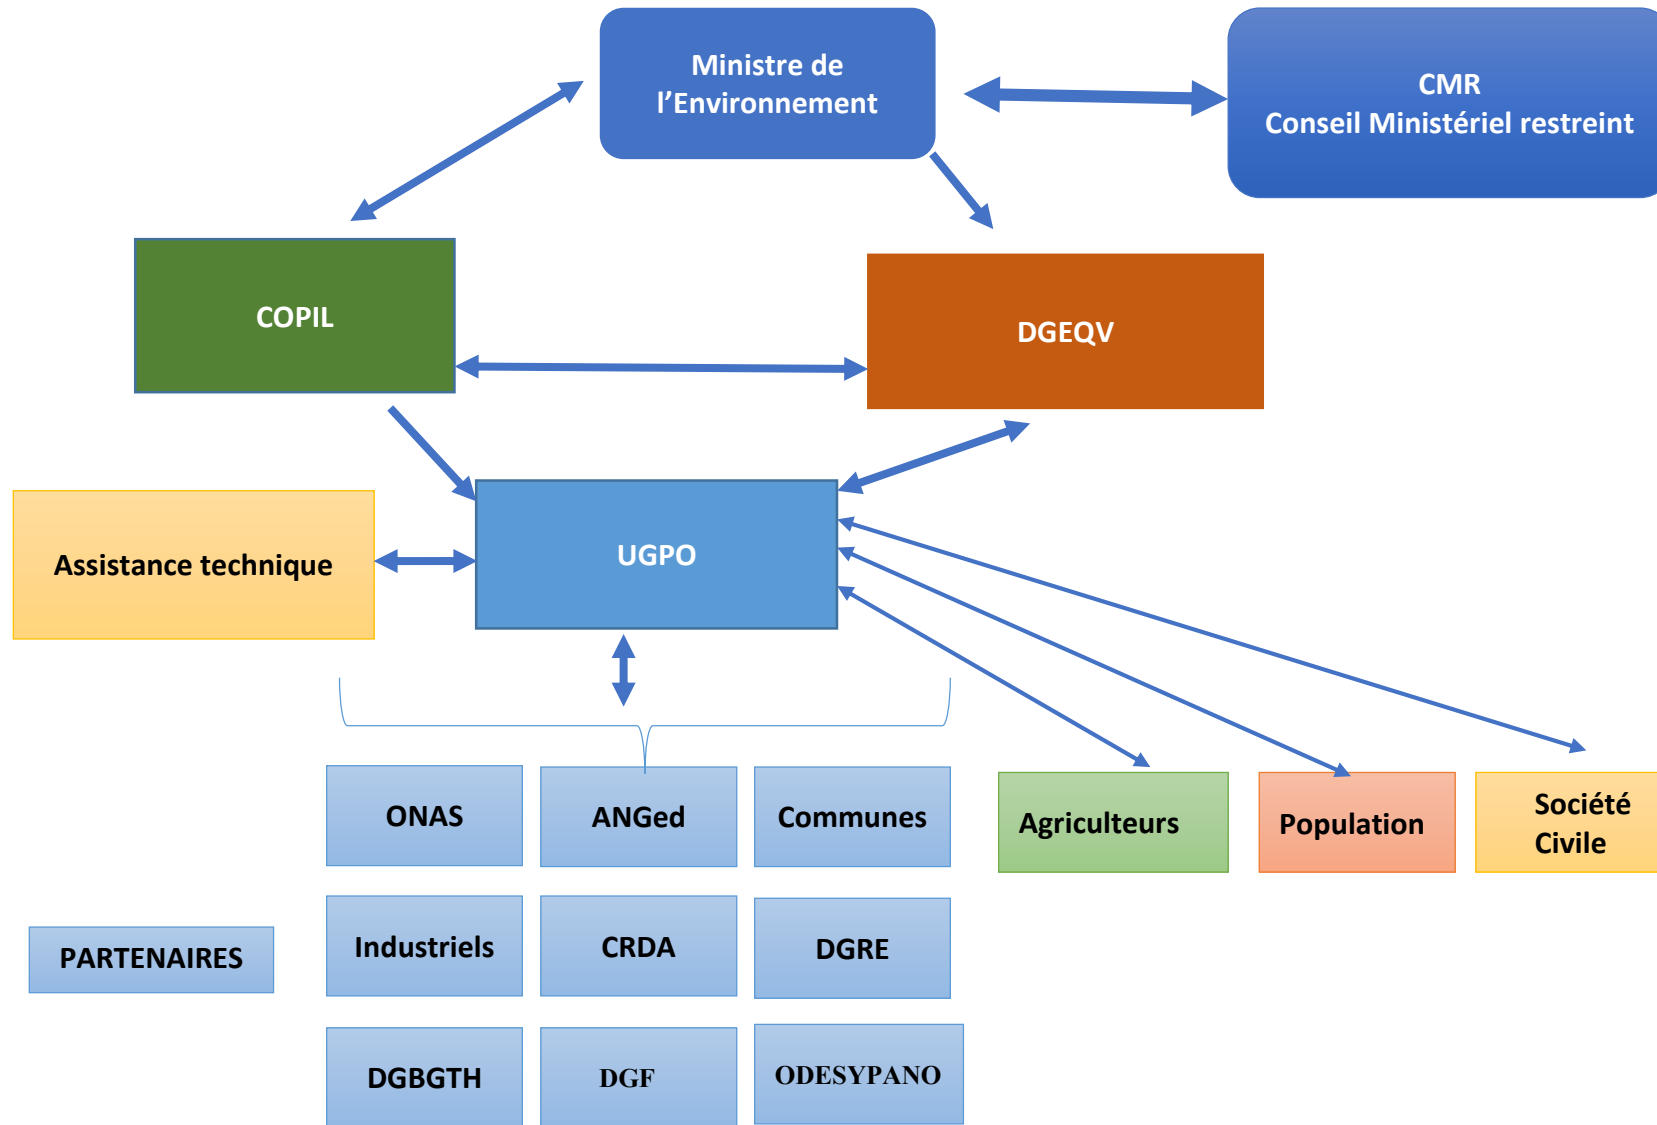 Ministre de
l’Environnement
CMR
Conseil Ministériel restreint
COPIL
DGEQV
Assistance technique
UGPO
ONAS
ANGed
Communes
Agriculteurs
Population
Société
Civile
PARTENAIRES
Industriels
CRDA
DGRE
DGBGTH
DGF
ODESYPANO